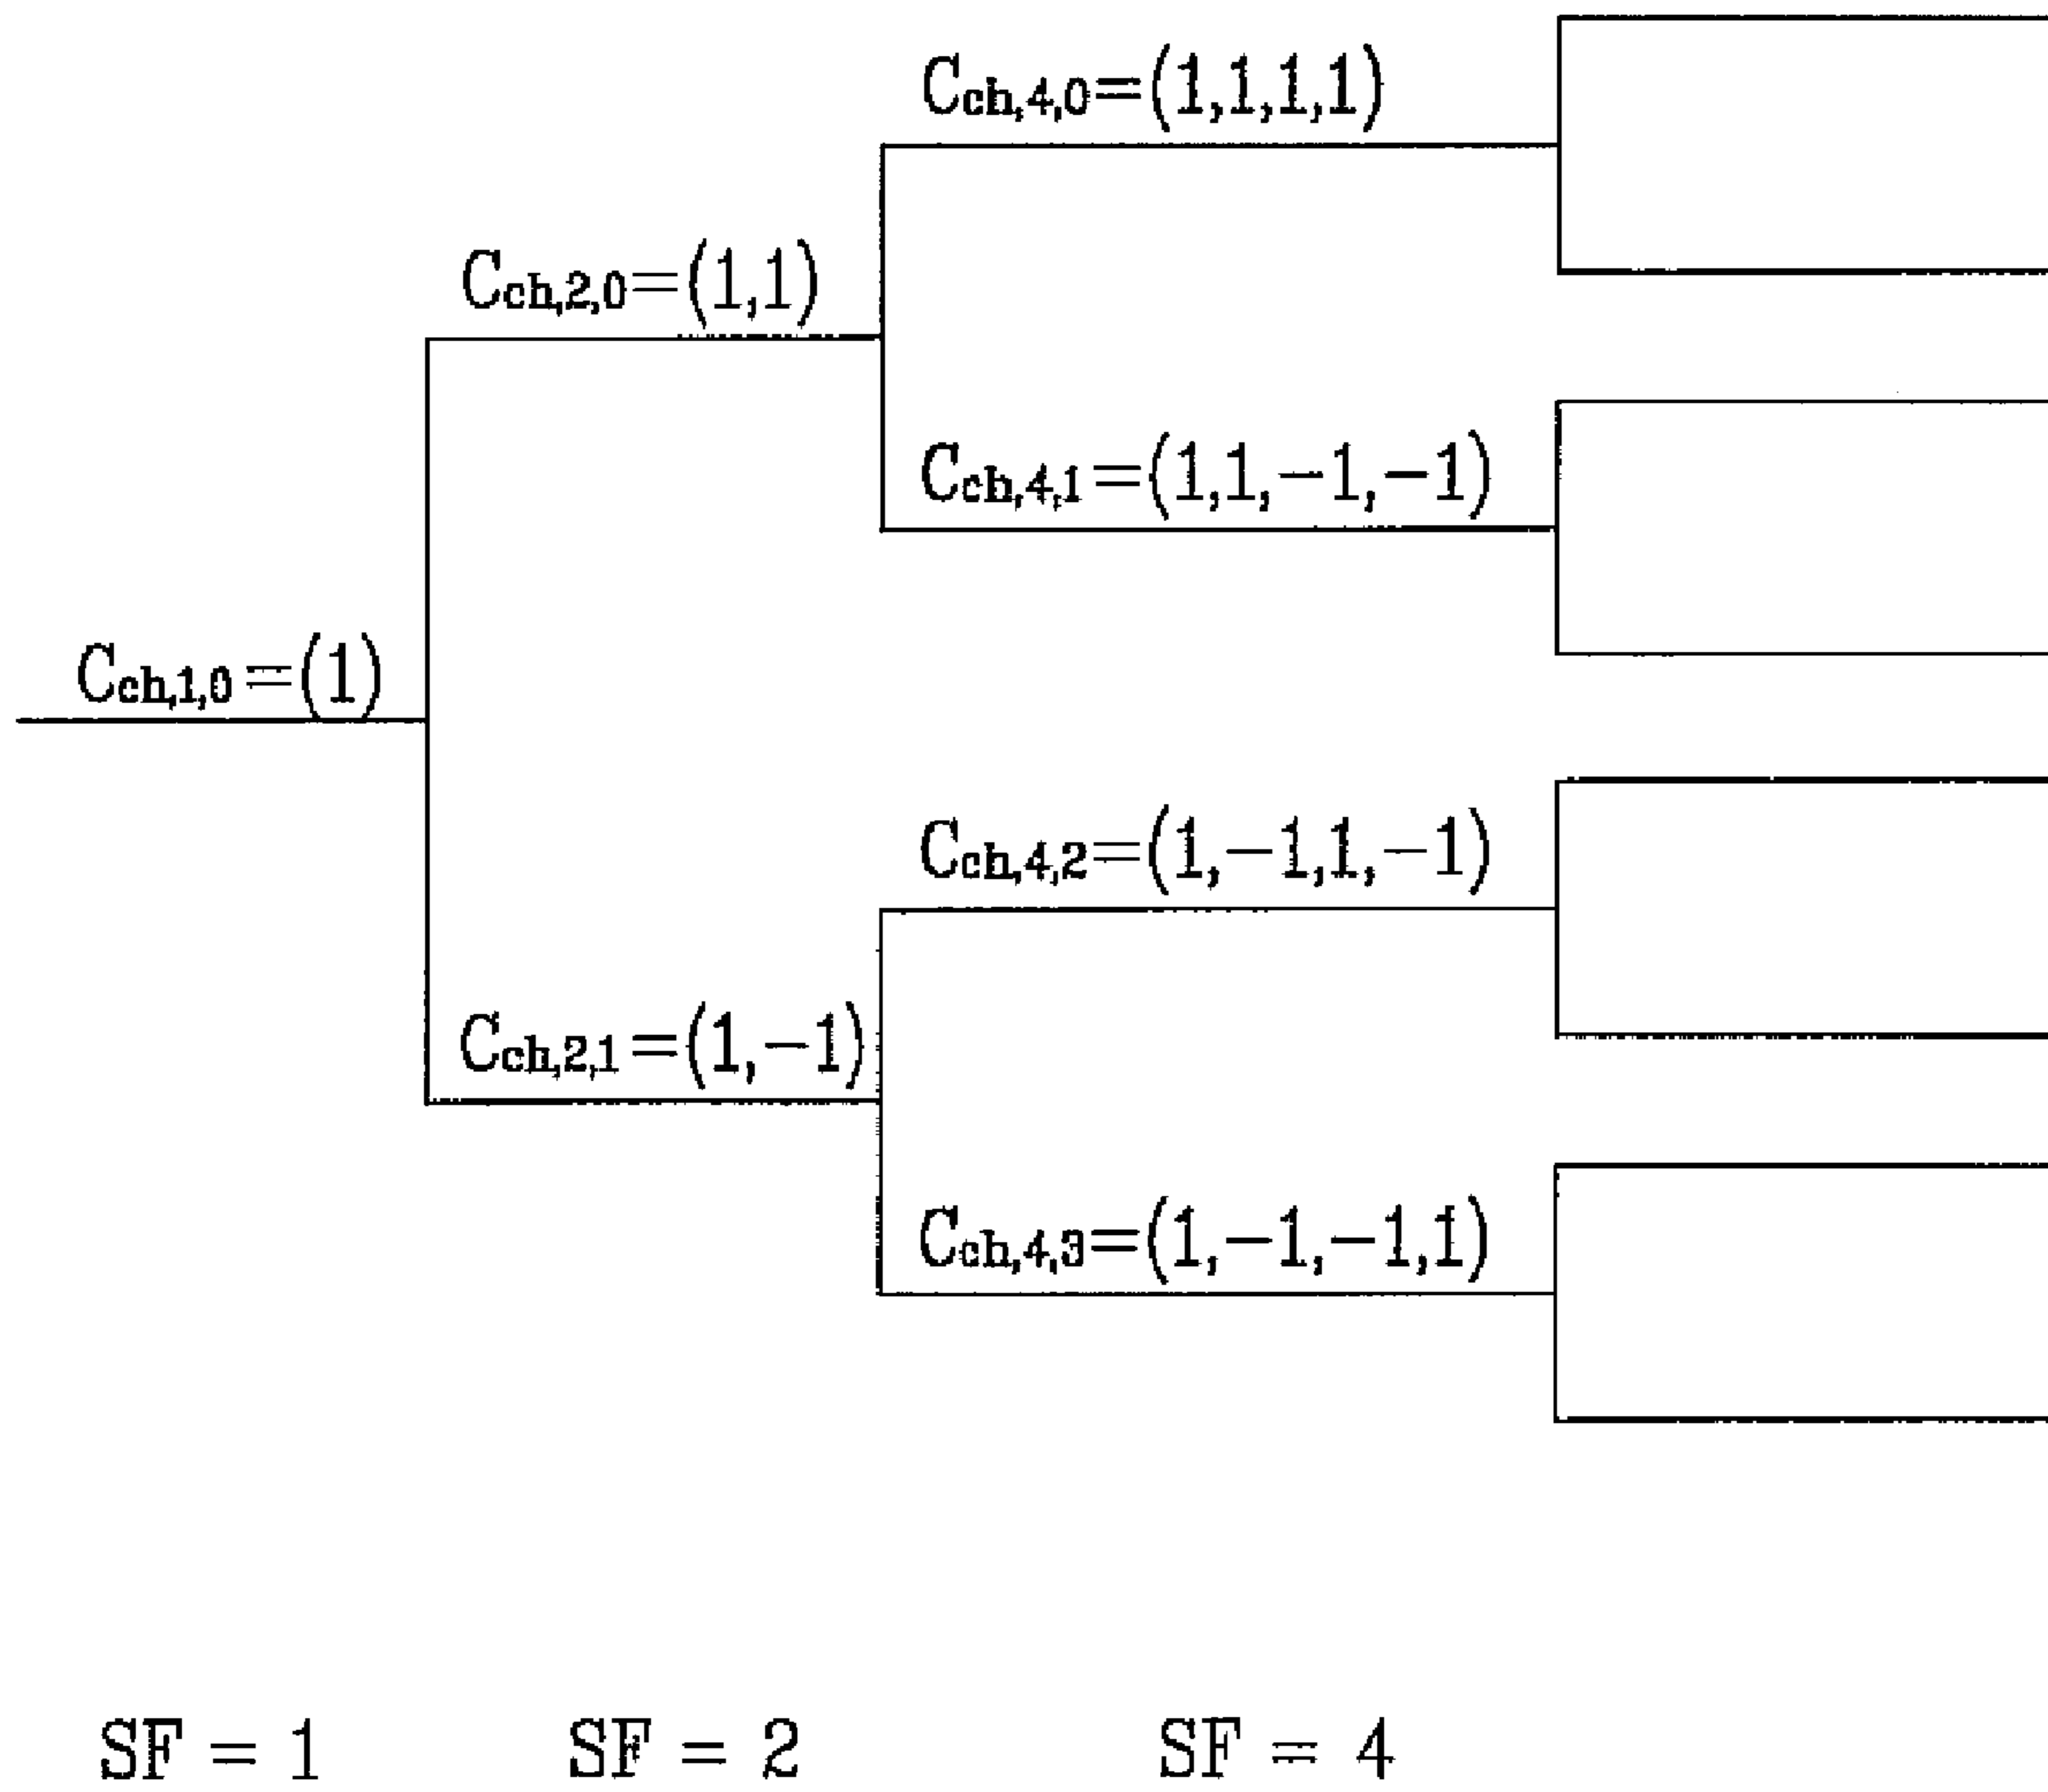 Cch,4,0=(1,1,1,1)
Cch,2,0=(1,1)
Cch,4,1=(1,1,−1,−1)
Cch,1,0=(1)
Cch,4,2=(1,−1,1,−1)
Cch,2,1=(1,−1)
Cch,4,3=(1,−1,−1,1)
SF = 1 SF = 2 SF = 4